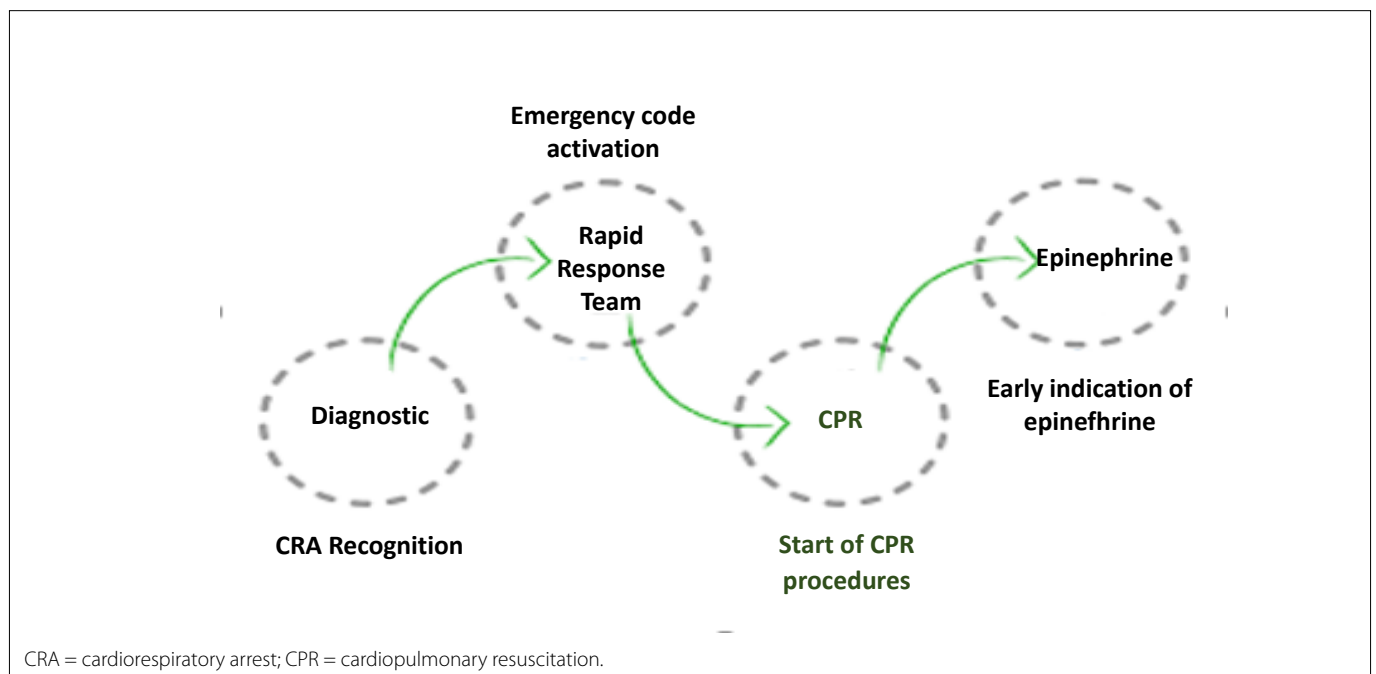 Emergency code
activation
Rapid
Response
Team
Epinephrine
Diagnostic
CPR
Early indication of
epinefhrine
CRA Recognition
Start of CPR
procedures
CRA = cardiorespiratory arrest; CPR = cardiopulmonary resuscitation.